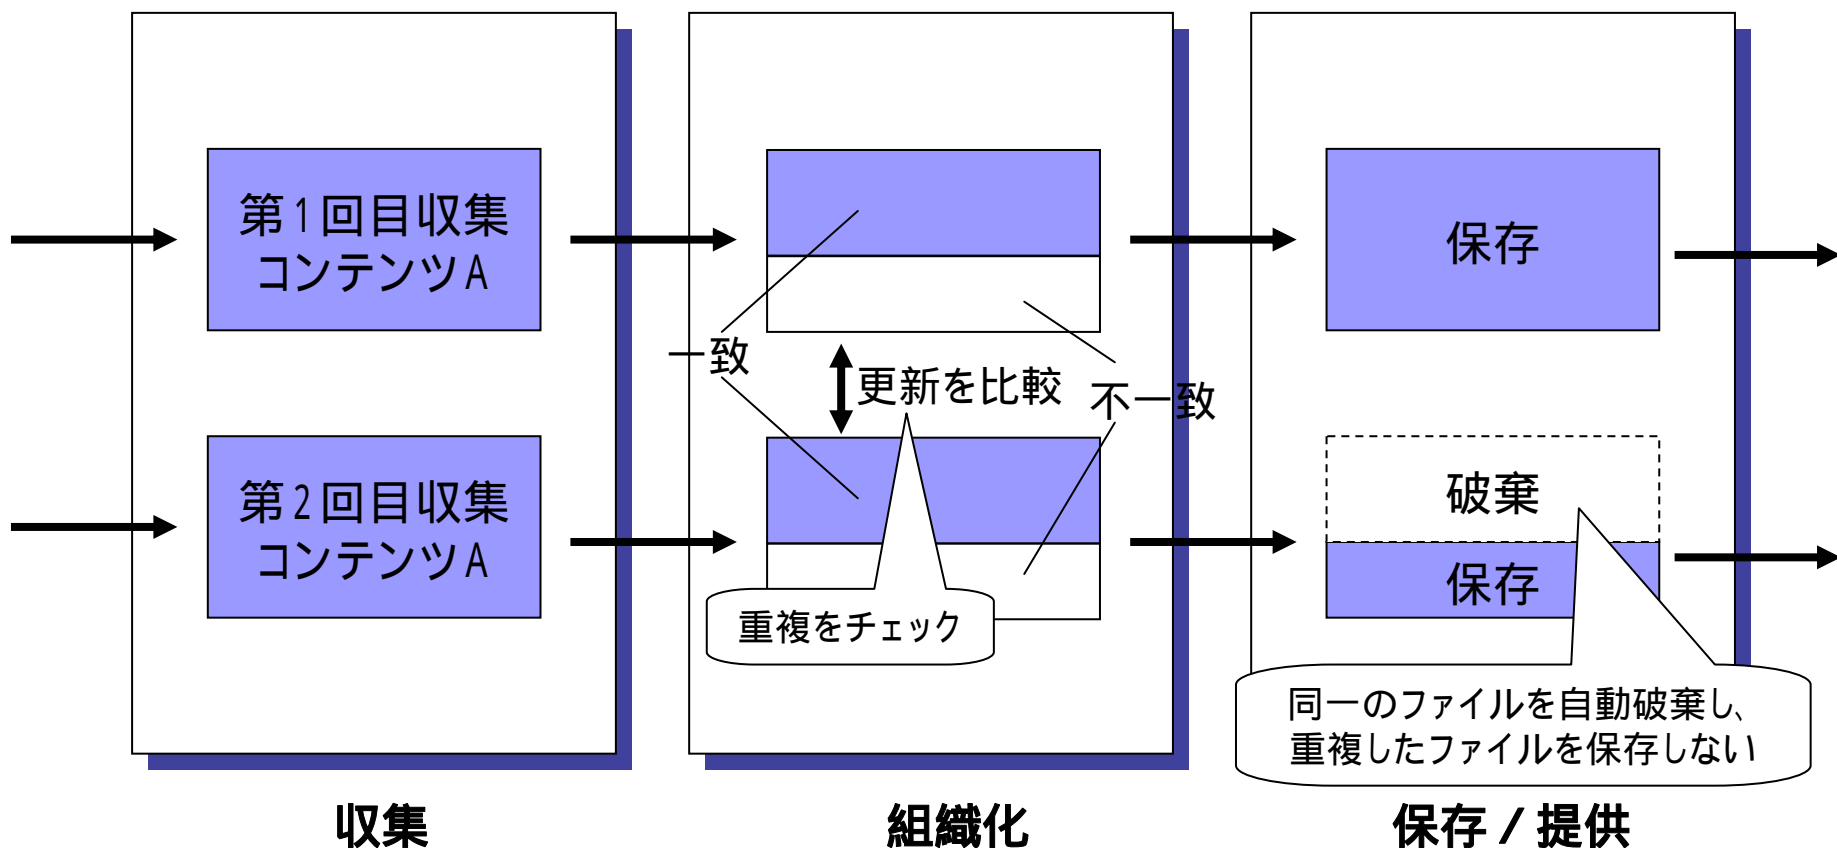 第1回目収集
コンテンツA
第2回目収集
コンテンツA
一致
更新を比較
不一致
重複をチェック
保存
破棄
保存
同一のファイルを自動破棄し、
重複したファイルを保存しない
収集
組織化
保存/提供